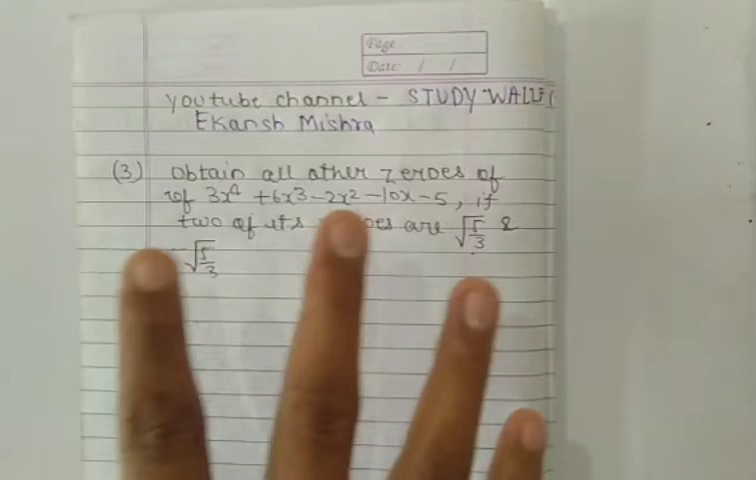 Page
Date: / /
youtube channel - STUDY WALL
Ekansh Mishra
(3) Obtain all other zeroes of
of 3x⁴ + 6x3 - 2x² - 10x - 5, if
two of its are √5/3 &
-√5/3